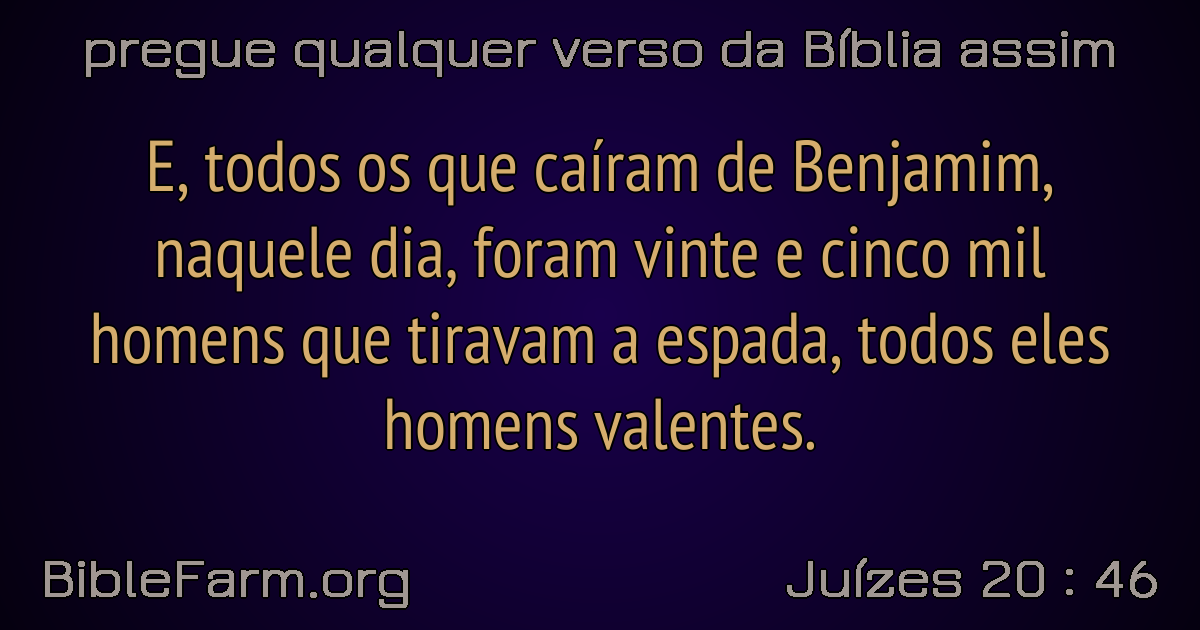 pregue qualquer verso da Bíblia assim
E, todos os que caíram de Benjamim,
naquele dia, foram vinte e cinco mil
homens que tiravam a espada, todos eles
homens valentes.
BibleFarm.org
Juízes 20 : 46